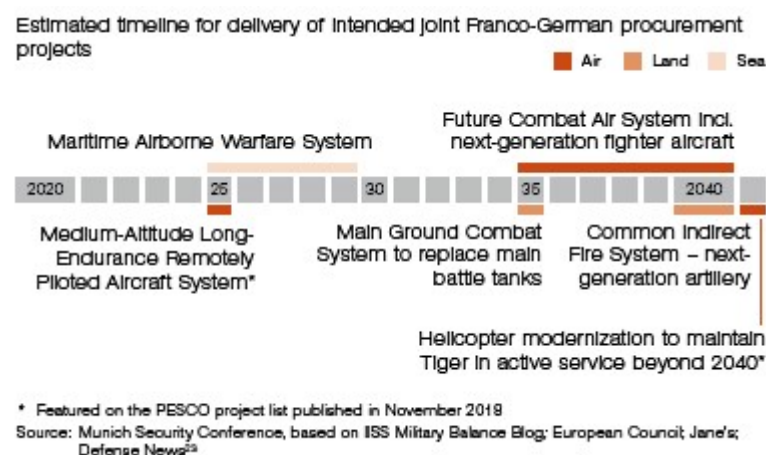 Estimated timeline for delivery of intended joint Franco-German procurement
projects
Air Land Sea
Maritime Airborne Warfare System
Future Combat Air System incl.
next-generation fighter aircraft
2020 25 30 35 2040
Medium-Altitude Long-
Endurance Remotely
Piloted Aircraft System*
Main Ground Combat
System to replace main
battle tanks
Common Indirect
Fire System – next-
generation artillery
Helicopter modernization to maintain
Tiger in active service beyond 2040*
* Featured on the PESCO project list published in November 2019
Source: Munich Security Conference, based on IISS Military Balance Blog; European Council; Jane's;
Defense News